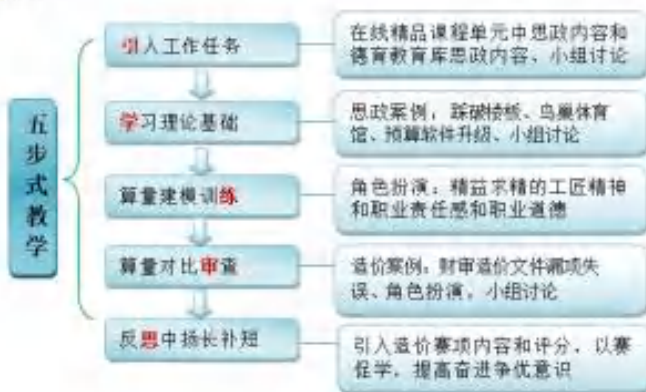 五步式教学
引入工作任务
在线精品课程单元中思政内容和
德育教育库思政内容、小组讨论
学习理论基础
思政案例：踩破楼板、鸟巢体育
馆、预算软件升级、小组讨论
算量建模训练
角色扮演：精益求精的工匠精神
和职业责任感和职业道德
算量对比审查
造价案例：财审造价文件漏项失
误、角色扮演，小组讨论
反思中扬长补短
引入造价赛项内容和评分，以赛
促学，提高奋进争优意识